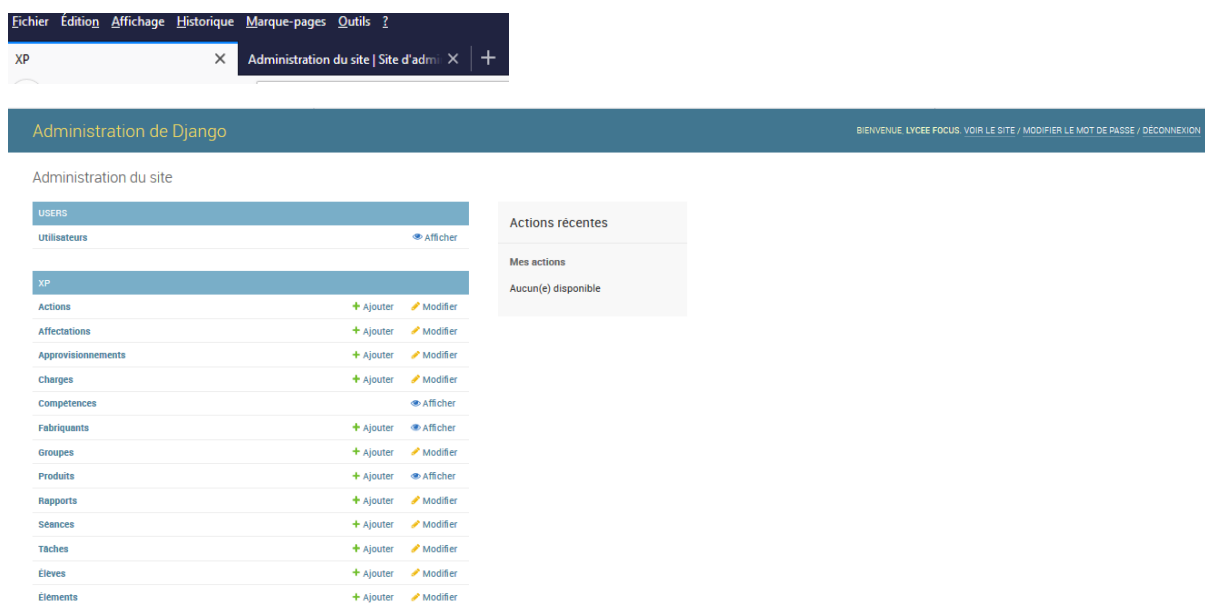 Fichier Édition Affichage Historique Marque-pages Outils ?
XP Administration du site | Site d'admi
Administration de Django
BIENVENUE, LYCEE FOCUS. VOIR LE SITE / MODIFIER LE MOT DE PASSE / DÉCONNEXION
Administration du site
USERS
Utilisateurs Afficher
XP
Actions Ajouter Modifier
Affectations Ajouter Modifier
Approvisionnements Ajouter Modifier
Charges Ajouter Modifier
Compétences Afficher
Fabriquants Ajouter Afficher
Groupes Ajouter Modifier
Produits Ajouter Afficher
Rapports Ajouter Modifier
Séances Ajouter Modifier
Tâches Ajouter Modifier
Élèves Ajouter Modifier
Éléments Ajouter Modifier
Actions récentes
Mes actions
Aucun(e) disponible